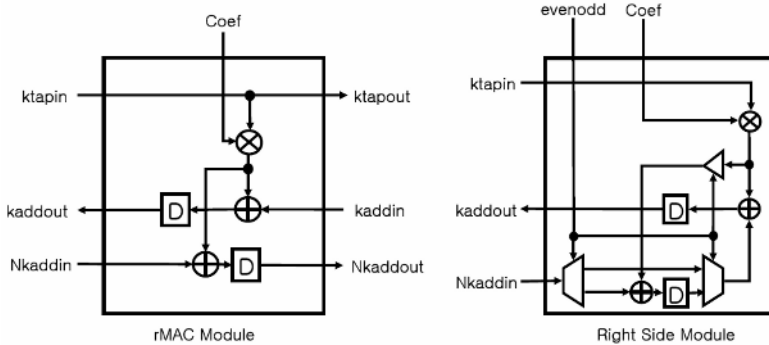 evenodd Coef
Coef
ktapin ktapout
ktapin
kaddout D kaddin
kaddout D
Nkaddin D Nkaddout
Nkaddin D
rMAC Module
Right Side Module